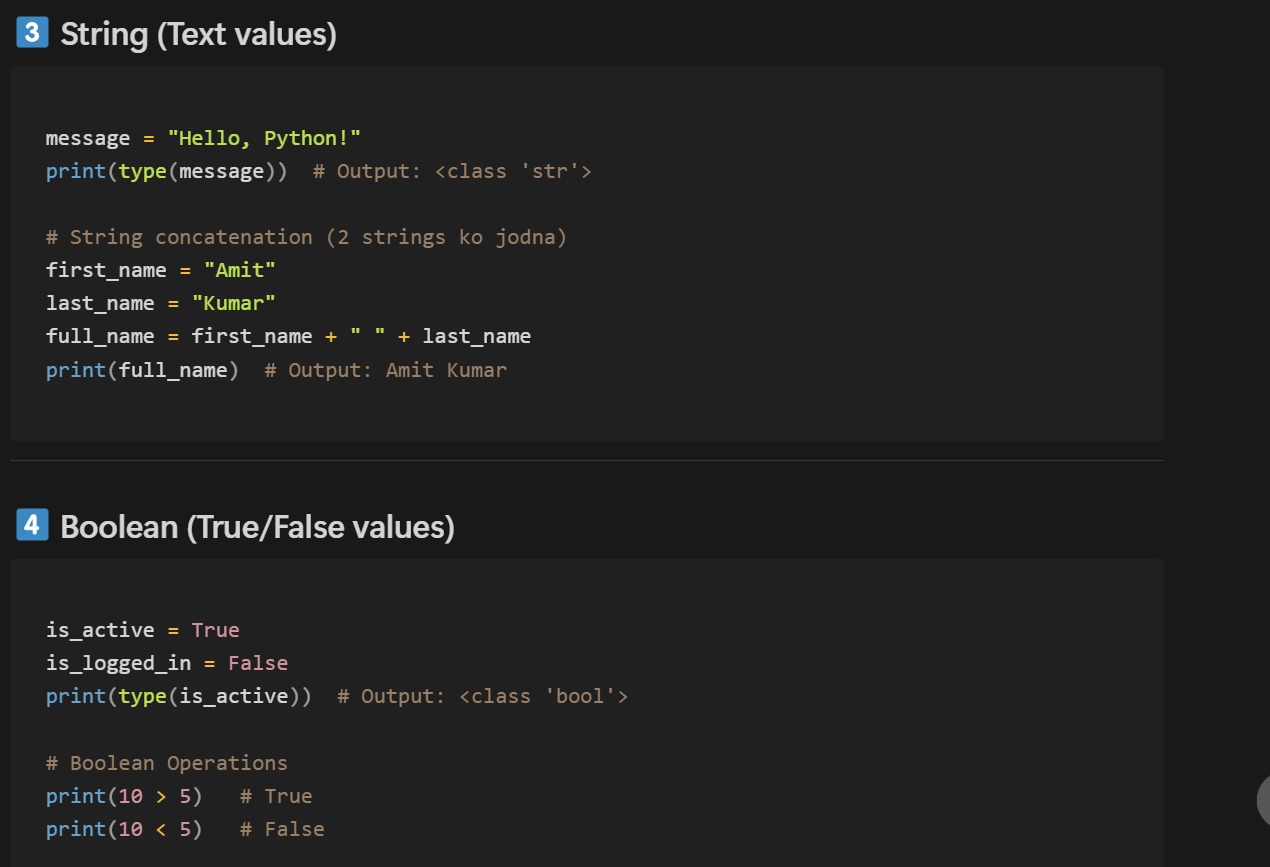 3 String (Text values)
message = "Hello, Python!"
print(type(message))  # Output: <class 'str'>
# String concatenation (2 strings ko jodna)
first_name = "Amit"
last_name = "Kumar"
full_name = first_name + " " + last_name
print(full_name)  # Output: Amit Kumar
4 Boolean (True/False values)
is_active = True
is_logged_in = False
print(type(is_active))  # Output: <class 'bool'>
# Boolean Operations
print(10 > 5)   # True
print(10 < 5)   # False